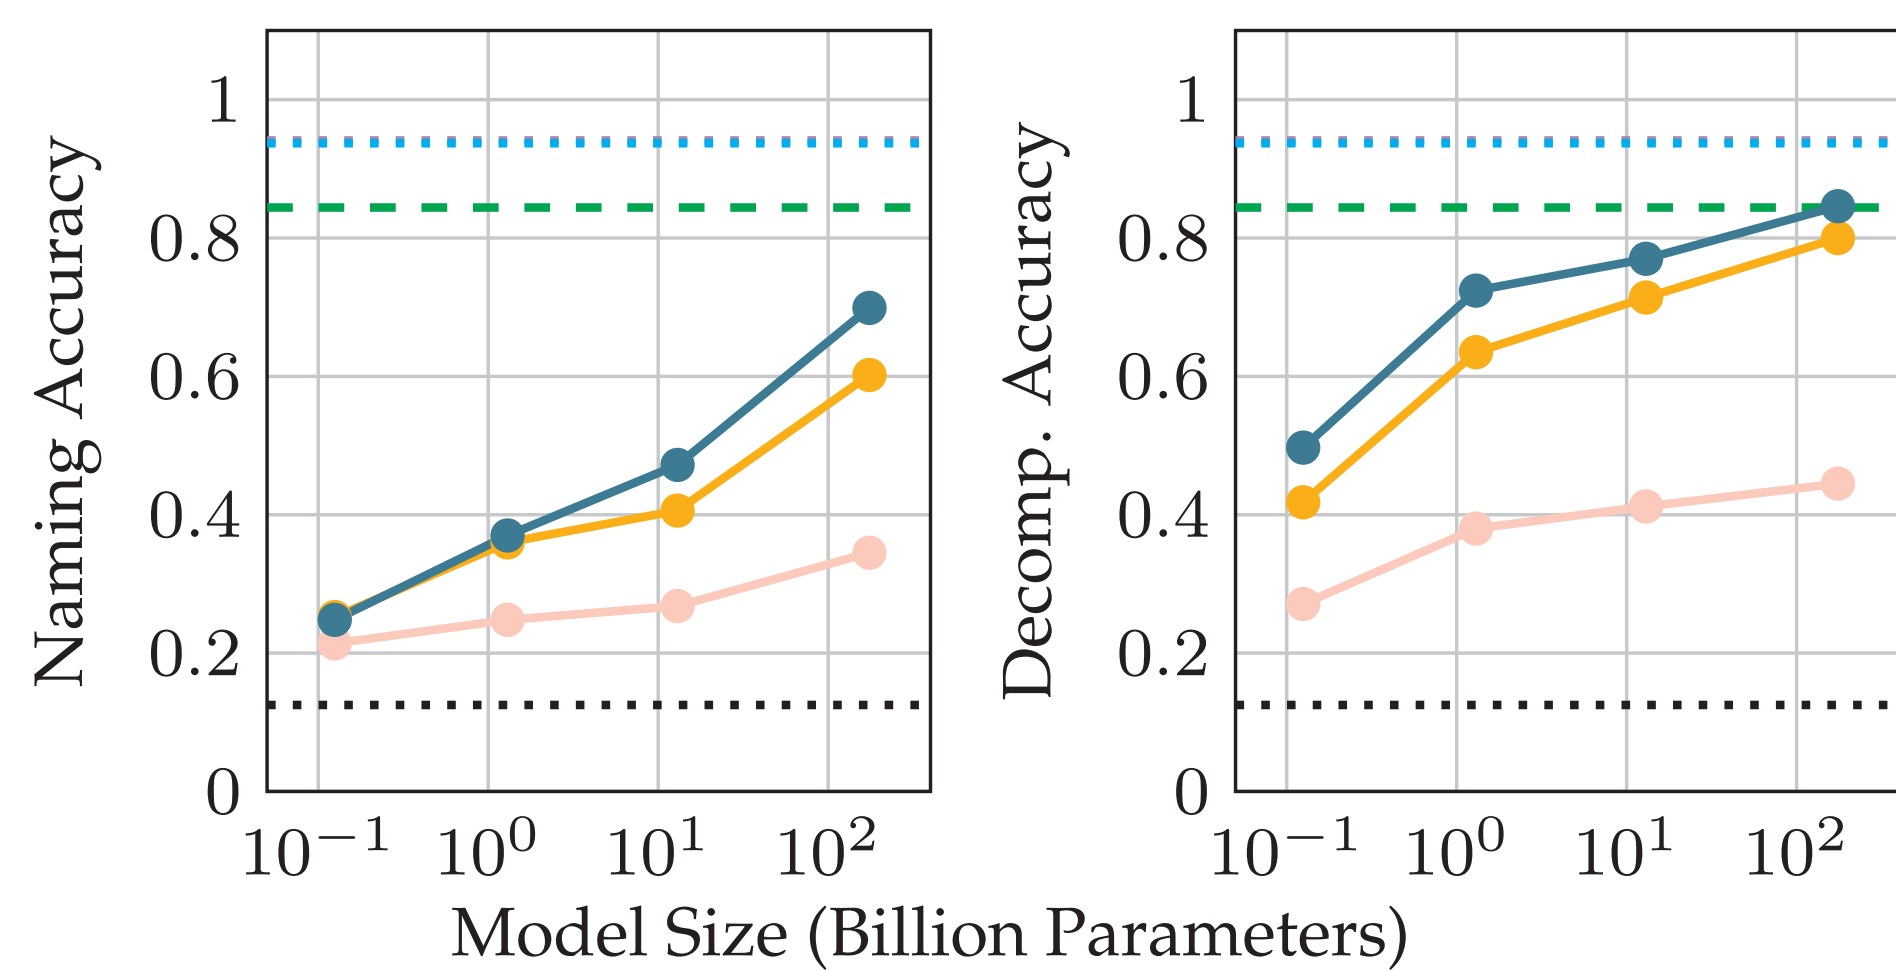 Naming Accuracy
1
0.8
0.6
0.4
0.2
0
10⁻¹ 10⁰ 10¹ 10²
Decomp. Accuracy
1
0.8
0.6
0.4
0.2
0
10⁻¹ 10⁰ 10¹ 10²
Model Size (Billion Parameters)